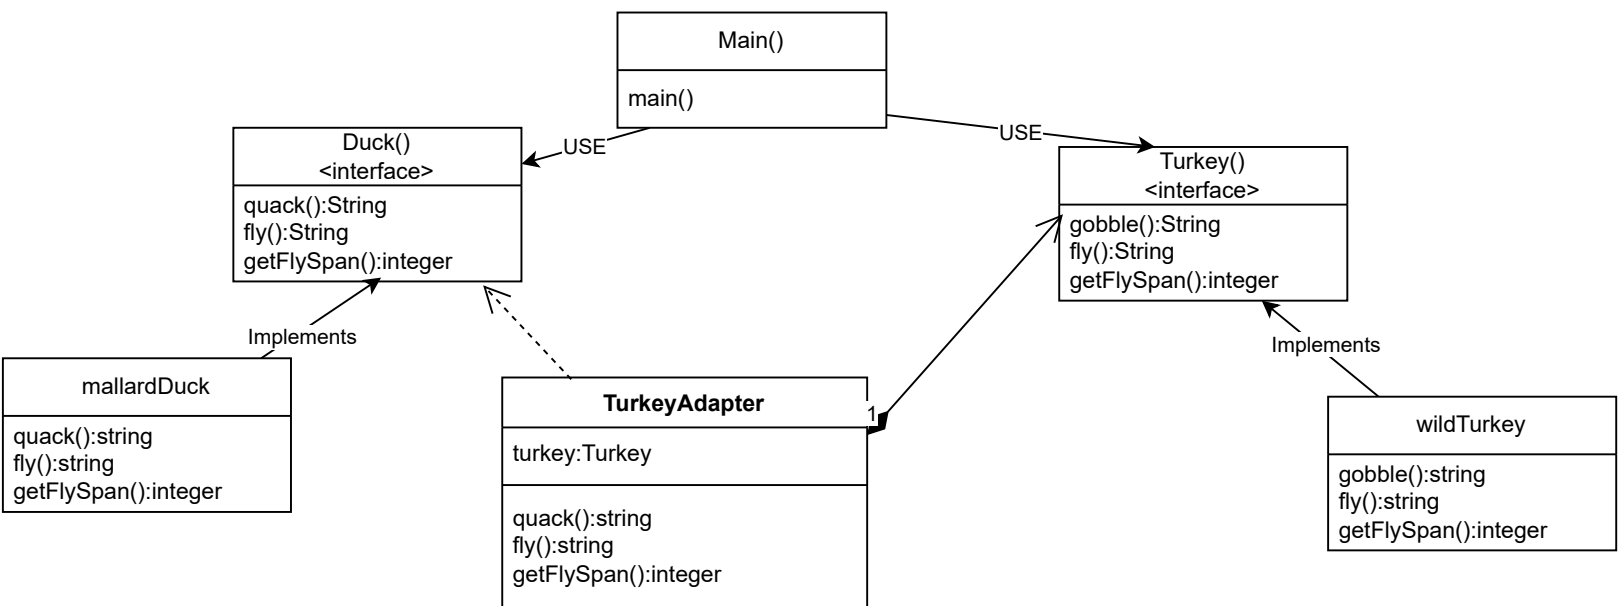 Main()
main()
USE
USE
Duck()
<interface>
quack():String
fly():String
getFlySpan():integer
Turkey()
<interface>
gobble():String
fly():String
getFlySpan():integer
Implements
Implements
mallardDuck
quack():string
fly():string
getFlySpan():integer
TurkeyAdapter
1
turkey:Turkey
quack():string
fly():string
getFlySpan():integer
wildTurkey
gobble():string
fly():string
getFlySpan():integer